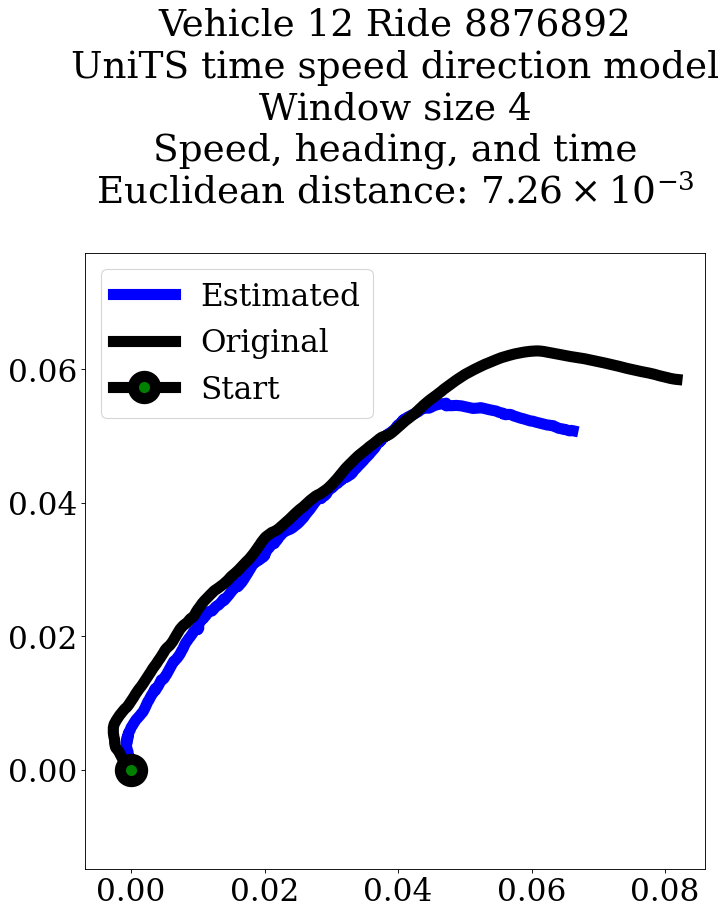 Vehicle 12 Ride 8876892
UniTS time speed direction model
Window size 4
Speed, heading, and time
Euclidean distance: 7.26 × 10⁻³
Estimated
Original
Start
0.06
0.04
0.02
0.00
0.00 0.02 0.04 0.06 0.08